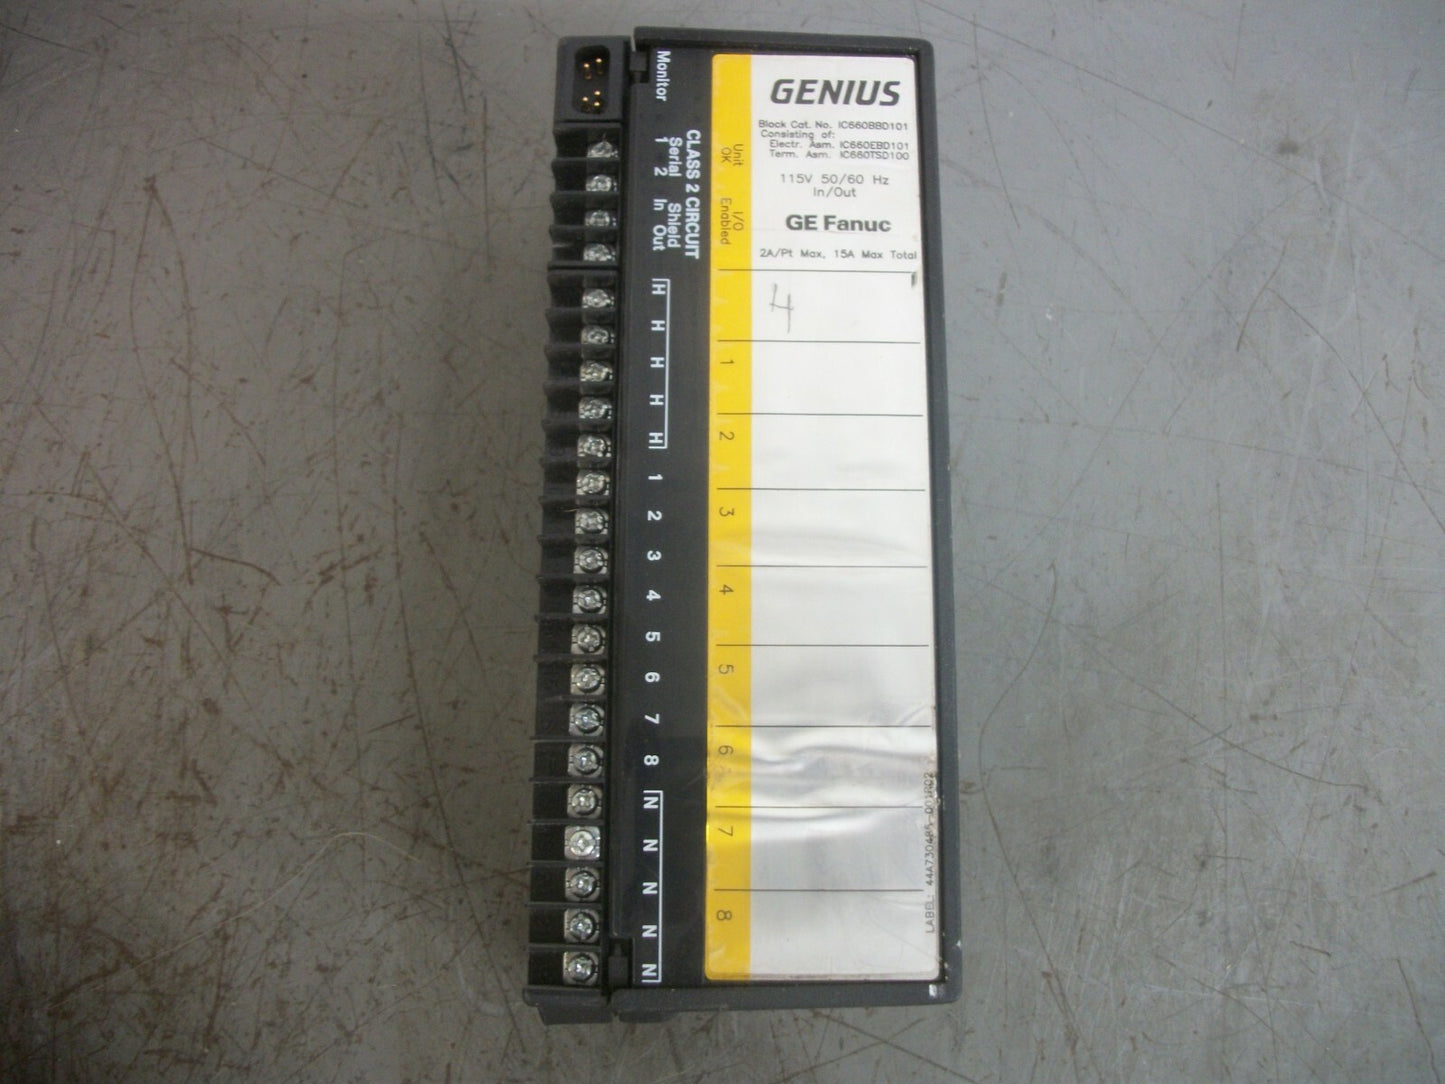 Monitor
CLASS 2 CIRCUIT
Serial Shield
1 2 In Out
H
H
H
H
H
1
2
3
4
5
6
7
8
N
N
N
N
N
Unit
OK
I/O
Enabled
1
2
3
4
5
6
7
8
GENIUS
Block Cat. No. IC660BBD101
Consisting of:
Electr. Asm. IC660EBD101
Term. Asm. IC660TSD100
115V 50/60 Hz
In/Out
GE Fanuc
2A/Pt Max, 15A Max Total
4
LABEL: 44A730485-D01R02